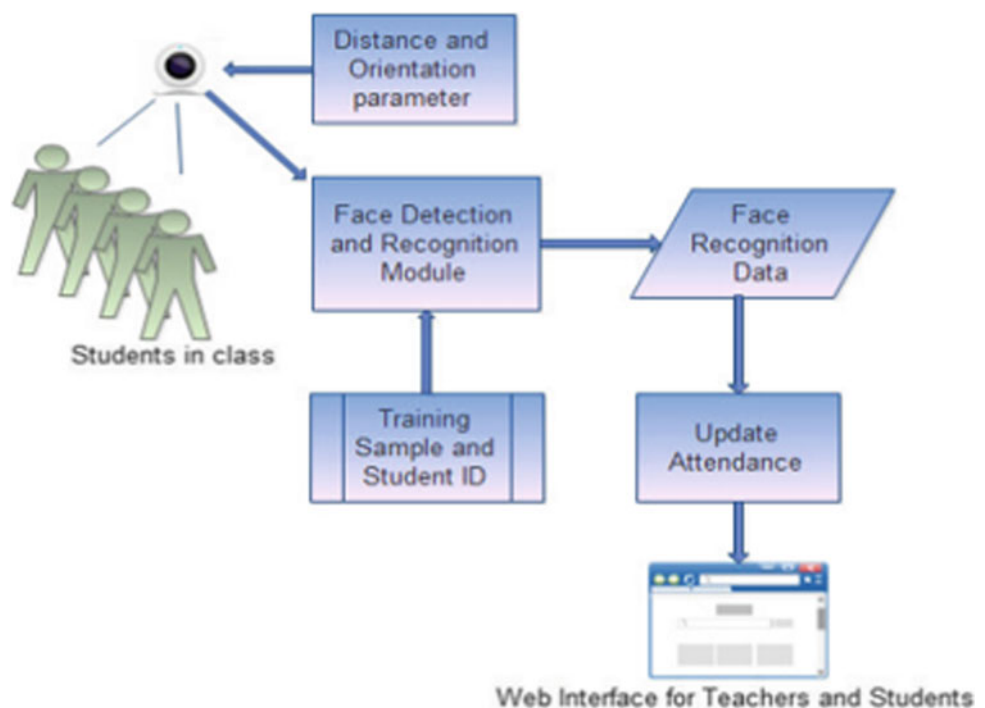 Distance and
Orientation
parameter
Face Detection
and Recognition
Module
Face
Recognition
Data
Students in class
Training
Sample and
Student ID
Update
Attendance
Web Interface for Teachers and Students